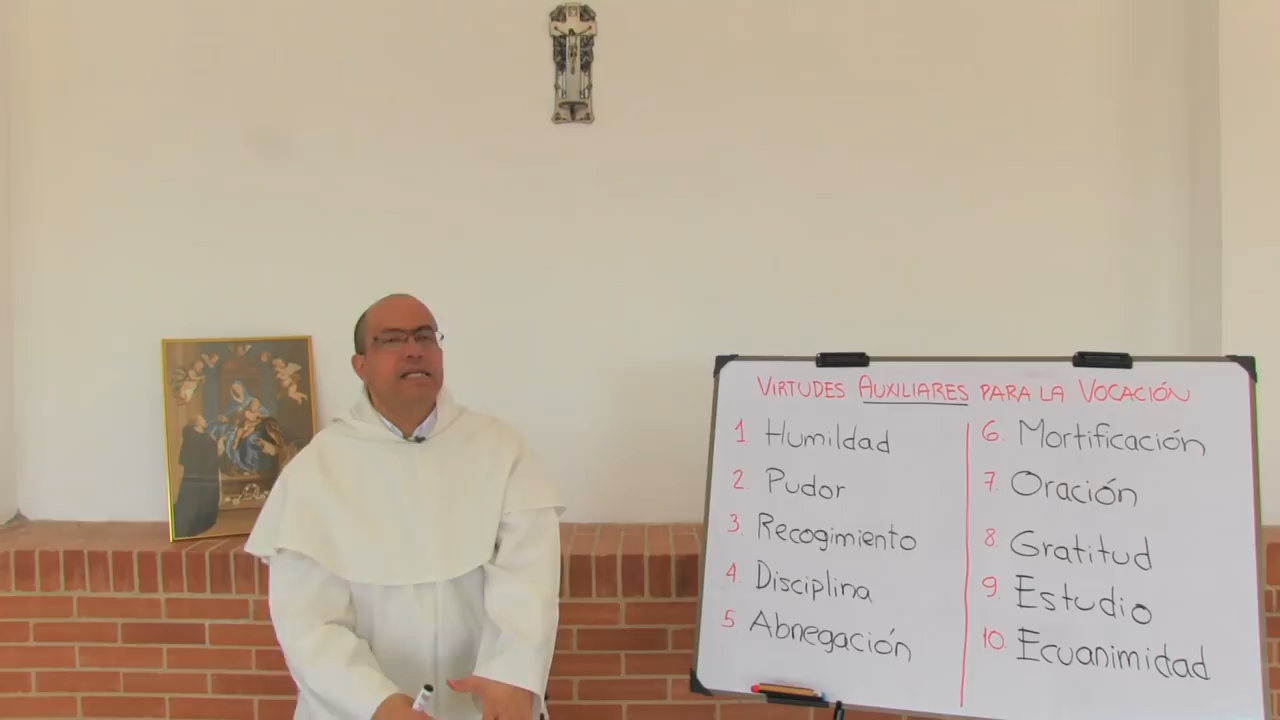 VIRTUDES AUXILIARES PARA LA VOCACIÓN
1. Humildad
2. Pudor
3. Recogimiento
4. Disciplina
5. Abnegación
6. Mortificación
7. Oración
8. Gratitud
9. Estudio
10. Ecuanimidad